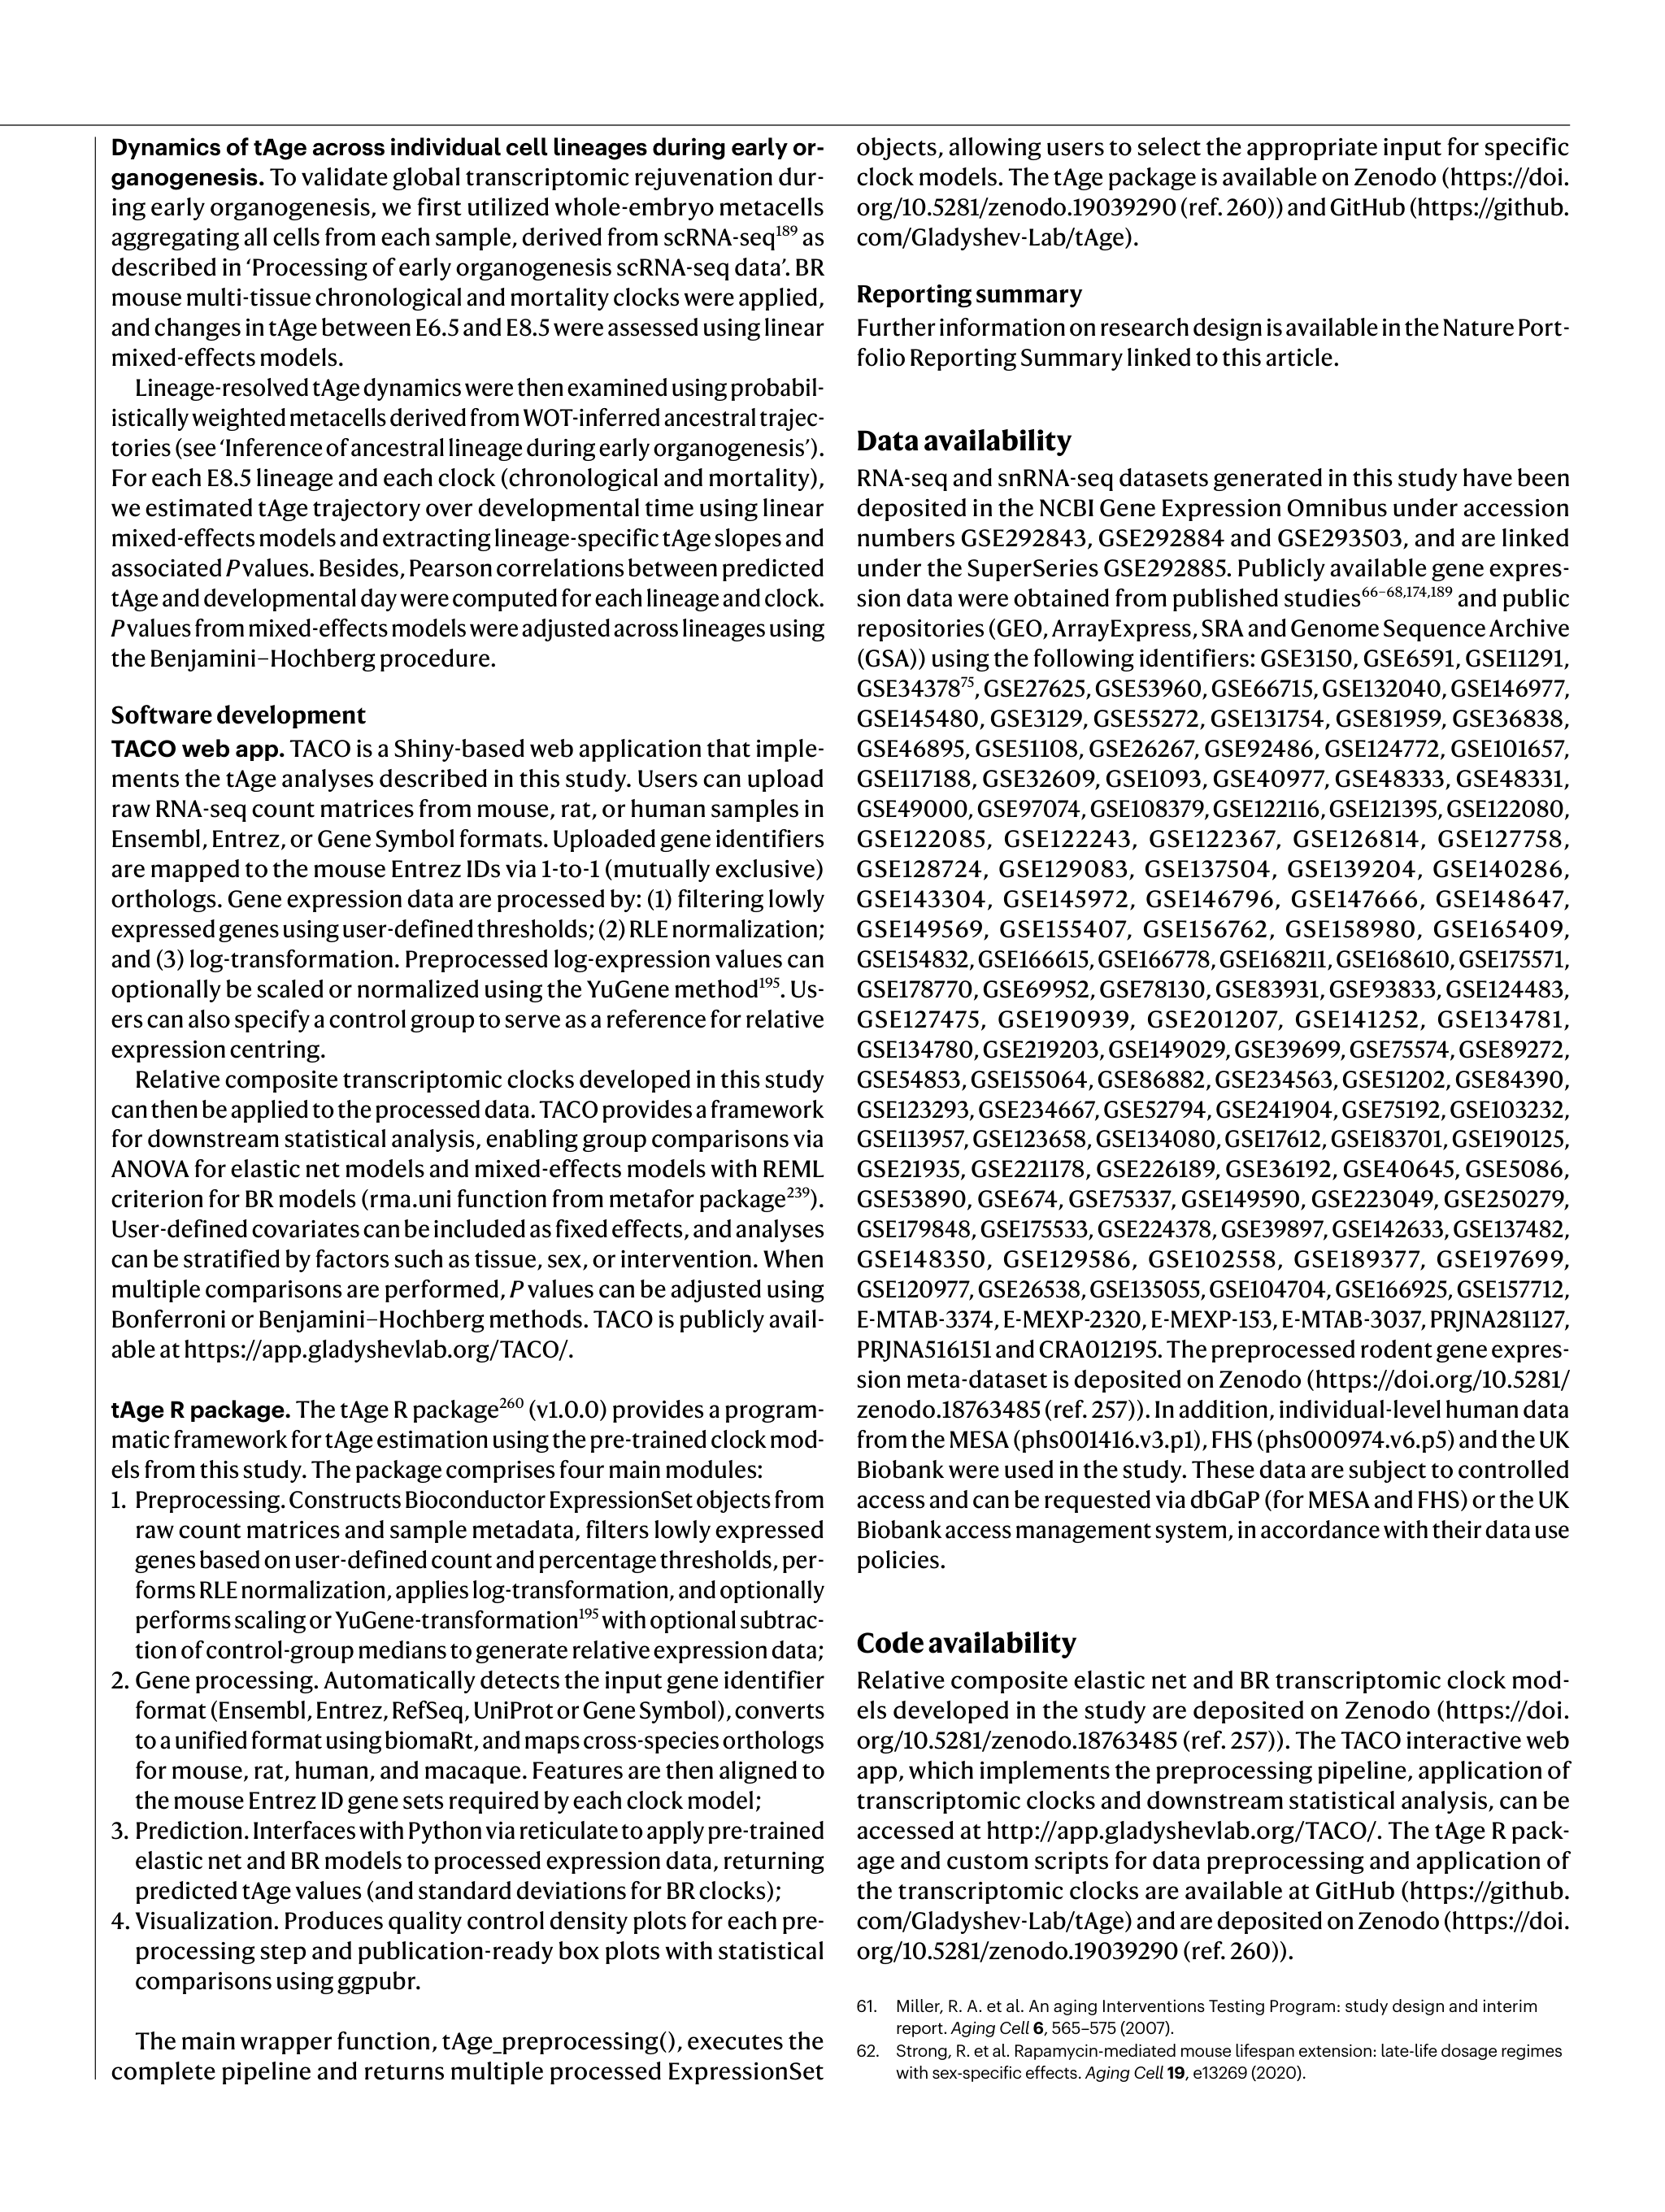 Dynamics of tAge across individual cell lineages during early or-
ganogenesis. To validate global transcriptomic rejuvenation dur-
ing early organogenesis, we first utilized whole-embryo metacells
aggregating all cells from each sample, derived from scRNA-seq189 as
described in ‘Processing of early organogenesis scRNA-seq data’. BR
mouse multi-tissue chronological and mortality clocks were applied,
and changes in tAge between E6.5 and E8.5 were assessed using linear
mixed-effects models.
Lineage-resolved tAge dynamics were then examined using probabil-
istically weighted metacells derived from WOT-inferred ancestral trajec-
tories (see ‘Inference of ancestral lineage during early organogenesis’).
For each E8.5 lineage and each clock (chronological and mortality),
we estimated tAge trajectory over developmental time using linear
mixed-effects models and extracting lineage-specific tAge slopes and
associated P values. Besides, Pearson correlations between predicted
tAge and developmental day were computed for each lineage and clock.
P values from mixed-effects models were adjusted across lineages using
the Benjamini–Hochberg procedure.
Software development
TACO web app. TACO is a Shiny-based web application that imple-
ments the tAge analyses described in this study. Users can upload
raw RNA-seq count matrices from mouse, rat, or human samples in
Ensembl, Entrez, or Gene Symbol formats. Uploaded gene identifiers
are mapped to the mouse Entrez IDs via 1-to-1 (mutually exclusive)
orthologs. Gene expression data are processed by: (1) filtering lowly
expressed genes using user-defined thresholds; (2) RLE normalization;
and (3) log-transformation. Preprocessed log-expression values can
optionally be scaled or normalized using the YuGene method195. Us-
ers can also specify a control group to serve as a reference for relative
expression centring.
Relative composite transcriptomic clocks developed in this study
can then be applied to the processed data. TACO provides a framework
for downstream statistical analysis, enabling group comparisons via
ANOVA for elastic net models and mixed-effects models with REML
criterion for BR models (rma.uni function from metafor package239).
User-defined covariates can be included as fixed effects, and analyses
can be stratified by factors such as tissue, sex, or intervention. When
multiple comparisons are performed, P values can be adjusted using
Bonferroni or Benjamini–Hochberg methods. TACO is publicly avail-
able at https://app.gladyshevlab.org/TACO/.
tAge R package. The tAge R package260 (v1.0.0) provides a program-
matic framework for tAge estimation using the pre-trained clock mod-
els from this study. The package comprises four main modules:
1. Preprocessing. Constructs Bioconductor ExpressionSet objects from
raw count matrices and sample metadata, filters lowly expressed
genes based on user-defined count and percentage thresholds, per-
forms RLE normalization, applies log-transformation, and optionally
performs scaling or YuGene-transformation195 with optional subtrac-
tion of control-group medians to generate relative expression data;
2. Gene processing. Automatically detects the input gene identifier
format (Ensembl, Entrez, RefSeq, UniProt or Gene Symbol), converts
to a unified format using biomaRt, and maps cross-species orthologs
for mouse, rat, human, and macaque. Features are then aligned to
the mouse Entrez ID gene sets required by each clock model;
3. Prediction. Interfaces with Python via reticulate to apply pre-trained
elastic net and BR models to processed expression data, returning
predicted tAge values (and standard deviations for BR clocks);
4. Visualization. Produces quality control density plots for each pre-
processing step and publication-ready box plots with statistical
comparisons using ggpubr.
The main wrapper function, tAge_preprocessing(), executes the
complete pipeline and returns multiple processed ExpressionSet
objects, allowing users to select the appropriate input for specific
clock models. The tAge package is available on Zenodo (https://doi.
org/10.5281/zenodo.19039290 (ref. 260)) and GitHub (https://github.
com/Gladyshev-Lab/tAge).
Reporting summary
Further information on research design is available in the Nature Port-
folio Reporting Summary linked to this article.
Data availability
RNA-seq and snRNA-seq datasets generated in this study have been
deposited in the NCBI Gene Expression Omnibus under accession
numbers GSE292843, GSE292884 and GSE293503, and are linked
under the SuperSeries GSE292885. Publicly available gene expres-
sion data were obtained from published studies66–68,174,189 and public
repositories (GEO, ArrayExpress, SRA and Genome Sequence Archive
(GSA)) using the following identifiers: GSE3150, GSE6591, GSE11291,
GSE3437875, GSE27625, GSE53960, GSE66715, GSE132040, GSE146977,
GSE145480, GSE3129, GSE55272, GSE131754, GSE81959, GSE36838,
GSE46895, GSE51108, GSE26267, GSE92486, GSE124772, GSE101657,
GSE117188, GSE32609, GSE1093, GSE40977, GSE48333, GSE48331,
GSE49000, GSE97074, GSE108379, GSE122116, GSE121395, GSE122080,
GSE122085, GSE122243, GSE122367, GSE126814, GSE127758,
GSE128724, GSE129083, GSE137504, GSE139204, GSE140286,
GSE143304, GSE145972, GSE146796, GSE147666, GSE148647,
GSE149569, GSE155407, GSE156762, GSE158980, GSE165409,
GSE154832, GSE166615, GSE166778, GSE168211, GSE168610, GSE175571,
GSE178770, GSE69952, GSE78130, GSE83931, GSE93833, GSE124483,
GSE127475, GSE190939, GSE201207, GSE141252, GSE134781,
GSE134780, GSE219203, GSE149029, GSE39699, GSE75574, GSE89272,
GSE54853, GSE155064, GSE86882, GSE234563, GSE51202, GSE84390,
GSE123293, GSE234667, GSE52794, GSE241904, GSE75192, GSE103232,
GSE113957, GSE123658, GSE134080, GSE17612, GSE183701, GSE190125,
GSE21935, GSE221178, GSE226189, GSE36192, GSE40645, GSE5086,
GSE53890, GSE674, GSE75337, GSE149590, GSE223049, GSE250279,
GSE179848, GSE175533, GSE224378, GSE39897, GSE142633, GSE137482,
GSE148350, GSE129586, GSE102558, GSE189377, GSE197699,
GSE120977, GSE26538, GSE135055, GSE104704, GSE166925, GSE157712,
E-MTAB-3374, E-MEXP-2320, E-MEXP-153, E-MTAB-3037, PRJNA281127,
PRJNA516151 and CRA012195. The preprocessed rodent gene expres-
sion meta-dataset is deposited on Zenodo (https://doi.org/10.5281/
zenodo.18763485 (ref. 257)). In addition, individual-level human data
from the MESA (phs001416.v3.p1), FHS (phs000974.v6.p5) and the UK
Biobank were used in the study. These data are subject to controlled
access and can be requested via dbGaP (for MESA and FHS) or the UK
Biobank access management system, in accordance with their data use
policies.
Code availability
Relative composite elastic net and BR transcriptomic clock mod-
els developed in the study are deposited on Zenodo (https://doi.
org/10.5281/zenodo.18763485 (ref. 257)). The TACO interactive web
app, which implements the preprocessing pipeline, application of
transcriptomic clocks and downstream statistical analysis, can be
accessed at http://app.gladyshevlab.org/TACO/. The tAge R pack-
age and custom scripts for data preprocessing and application of
the transcriptomic clocks are available at GitHub (https://github.
com/Gladyshev-Lab/tAge) and are deposited on Zenodo (https://doi.
org/10.5281/zenodo.19039290 (ref. 260)).
61. Miller, R. A. et al. An aging Interventions Testing Program: study design and interim
report. Aging Cell 6, 565–575 (2007).
62. Strong, R. et al. Rapamycin-mediated mouse lifespan extension: late-life dosage regimes
with sex-specific effects. Aging Cell 19, e13269 (2020).